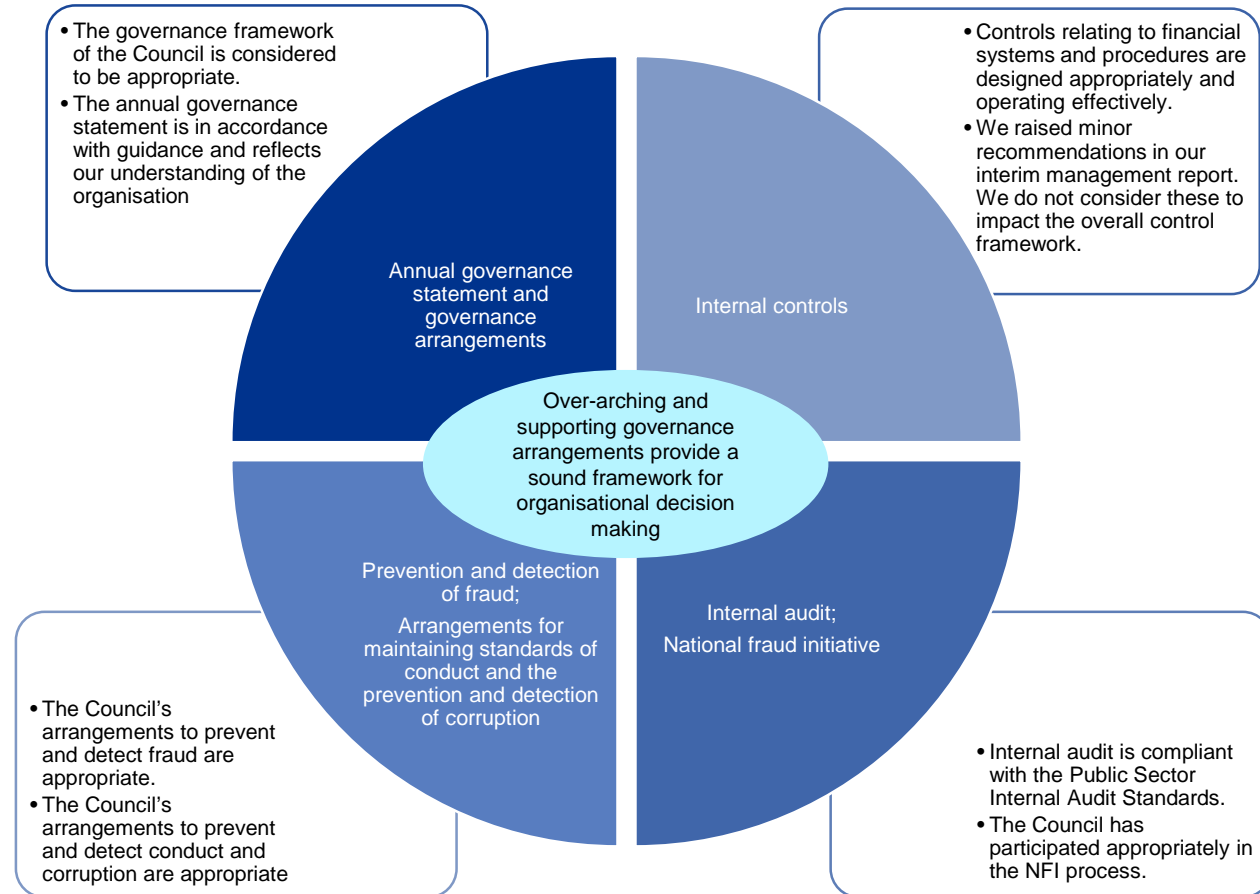 • The governance framework
of the Council is considered
to be appropriate.
• The annual governance
statement is in accordance
with guidance and reflects
our understanding of the
organisation
• Controls relating to financial
systems and procedures are
designed appropriately and
operating effectively.
• We raised minor
recommendations in our
interim management report.
We do not consider these to
impact the overall control
framework.
Annual governance
statement and
governance
arrangements
Internal controls
Over-arching and
supporting governance
arrangements provide a
sound framework for
organisational decision
making
Prevention and detection
of fraud;
Arrangements for
maintaining standards of
conduct and the
prevention and detection
of corruption
Internal audit;
National fraud initiative
• The Council’s
arrangements to prevent
and detect fraud are
appropriate.
• The Council’s
arrangements to prevent
and detect conduct and
corruption are appropriate
• Internal audit is compliant
with the Public Sector
Internal Audit Standards.
• The Council has
participated appropriately in
the NFI process.